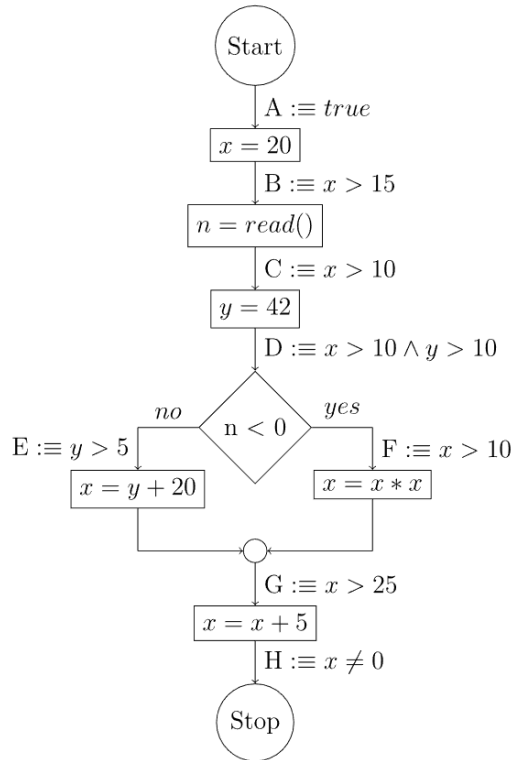 Start
A :≡ true
x = 20
B :≡ x > 15
n = read()
C :≡ x > 10
y = 42
D :≡ x > 10 ∧ y > 10
no
yes
n < 0
E :≡ y > 5
F :≡ x > 10
x = y + 20
x = x ∗ x
G :≡ x > 25
x = x + 5
H :≡ x ≠ 0
Stop